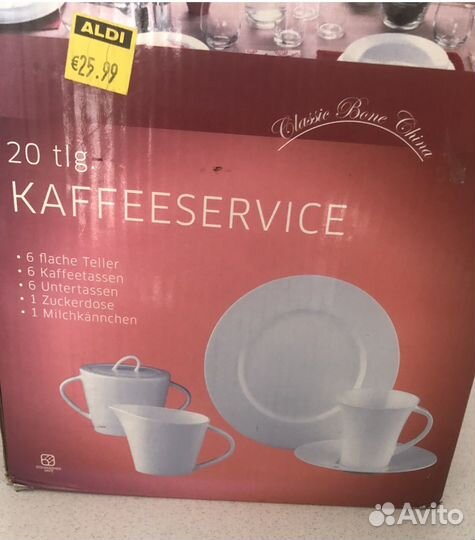 ALDI
€25.99
Classic Bone China
20 tlg.
KAFFEESERVICE
• 6 flache Teller
• 6 Kaffeetassen
• 6 Untertassen
• 1 Zuckerdose
• 1 Milchkännchen
Avito